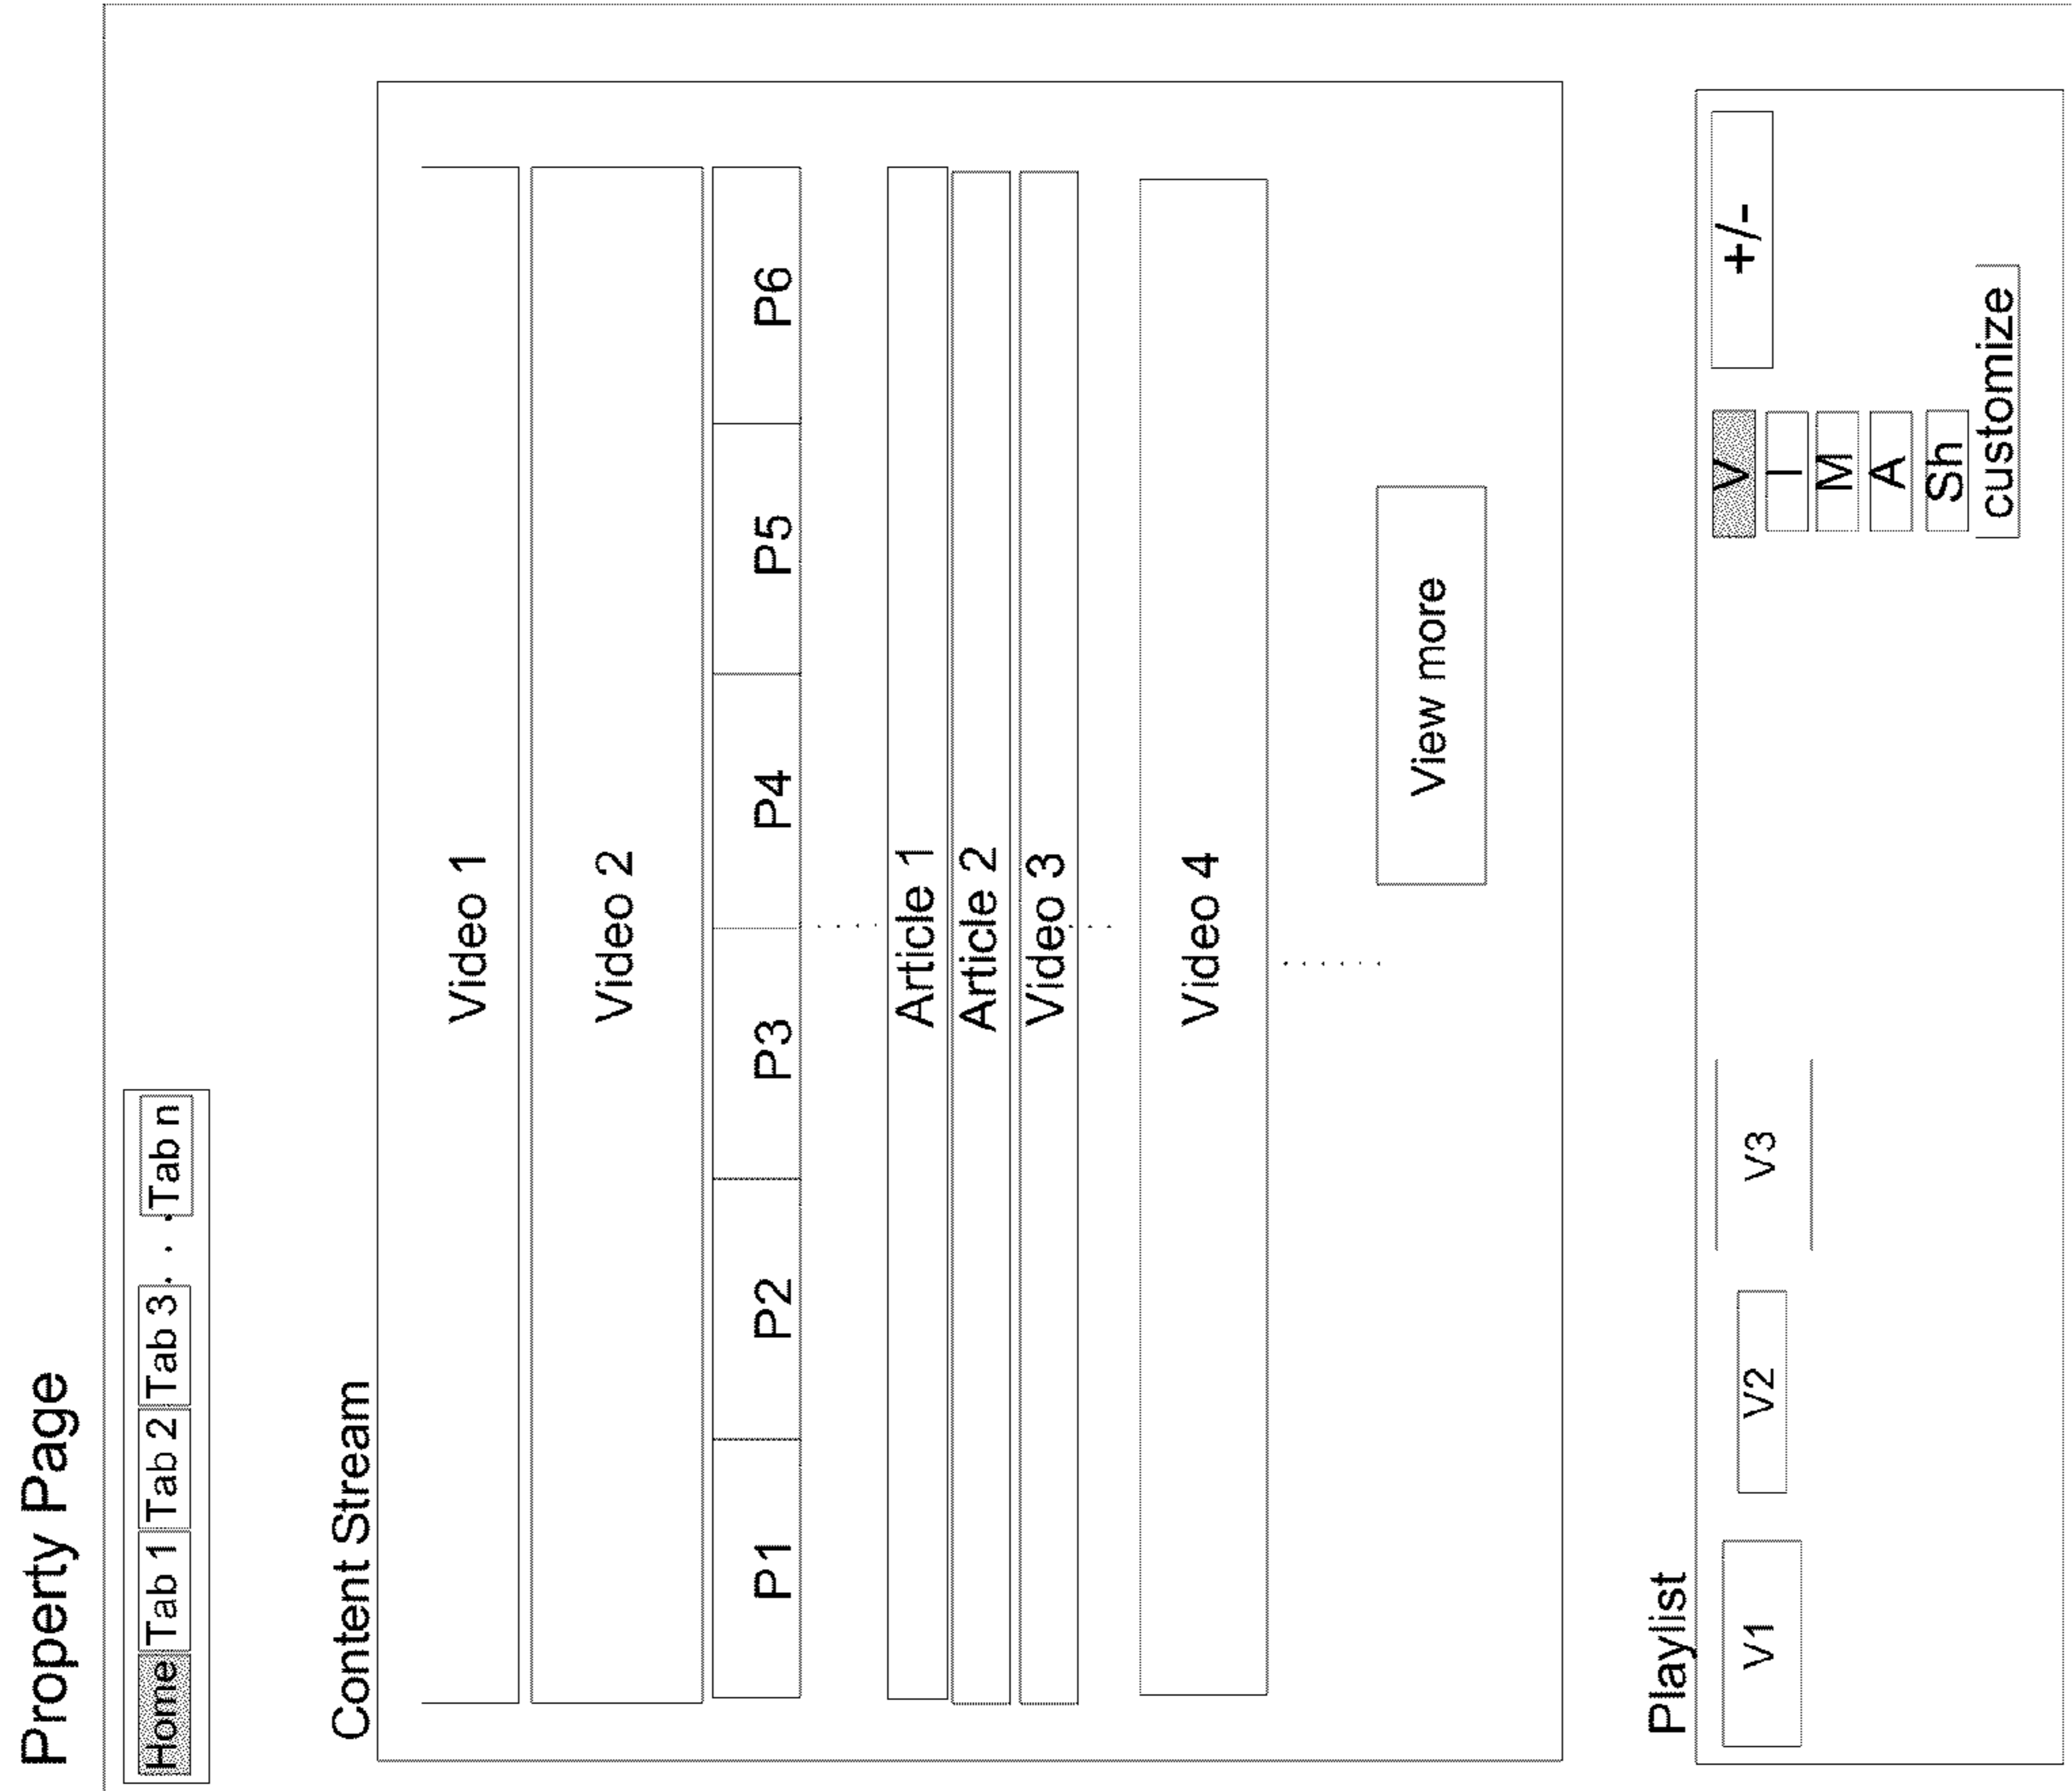 Property Page
Home Tab 1 Tab 2 Tab 3 . . . Tab n
Content Stream
Video 1
Video 2
P1 P2 P3 P4 P5 P6
Article 1
Article 2
Video 3
Video 4
View more
Playlist
V1 V2 V3 V +/-
I
M
A
Sh
customize